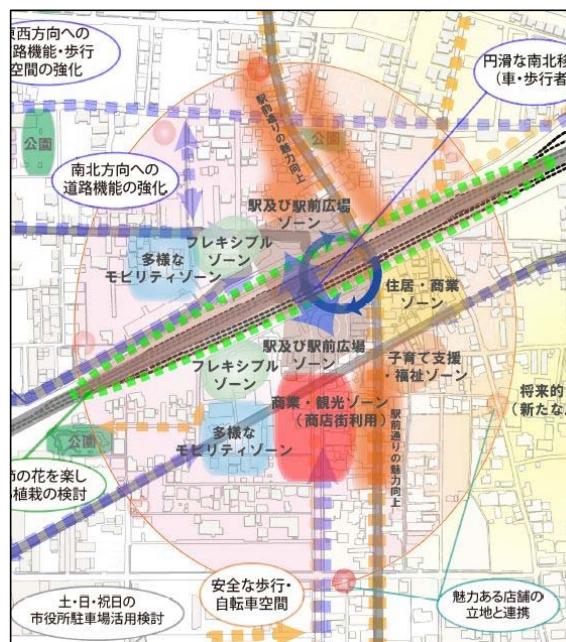 東西方向への
道路機能・歩行
空間の強化
円滑な南北移
(車・歩行者
駅前通りの魅力向上
公園
公園
南北方向への
道路機能の強化
駅及び駅前広場
ゾーン
フレキシブル
ゾーン
多様な
モビリティゾーン
住居・商業
ゾーン
駅及び駅前広場
ゾーン
フレキシブル
ゾーン
子育て支援
・福祉ゾーン
商業・観光ゾーン
(商店街利用)
将来的
(新たな
公園
多様な
モビリティゾーン
駅前通りの魅力向上
節の花を楽し
植栽の検討
安全な歩行・
自転車空間
土・日・祝日の
市役所駐車場活用検討
魅力ある店舗の
立地と連携